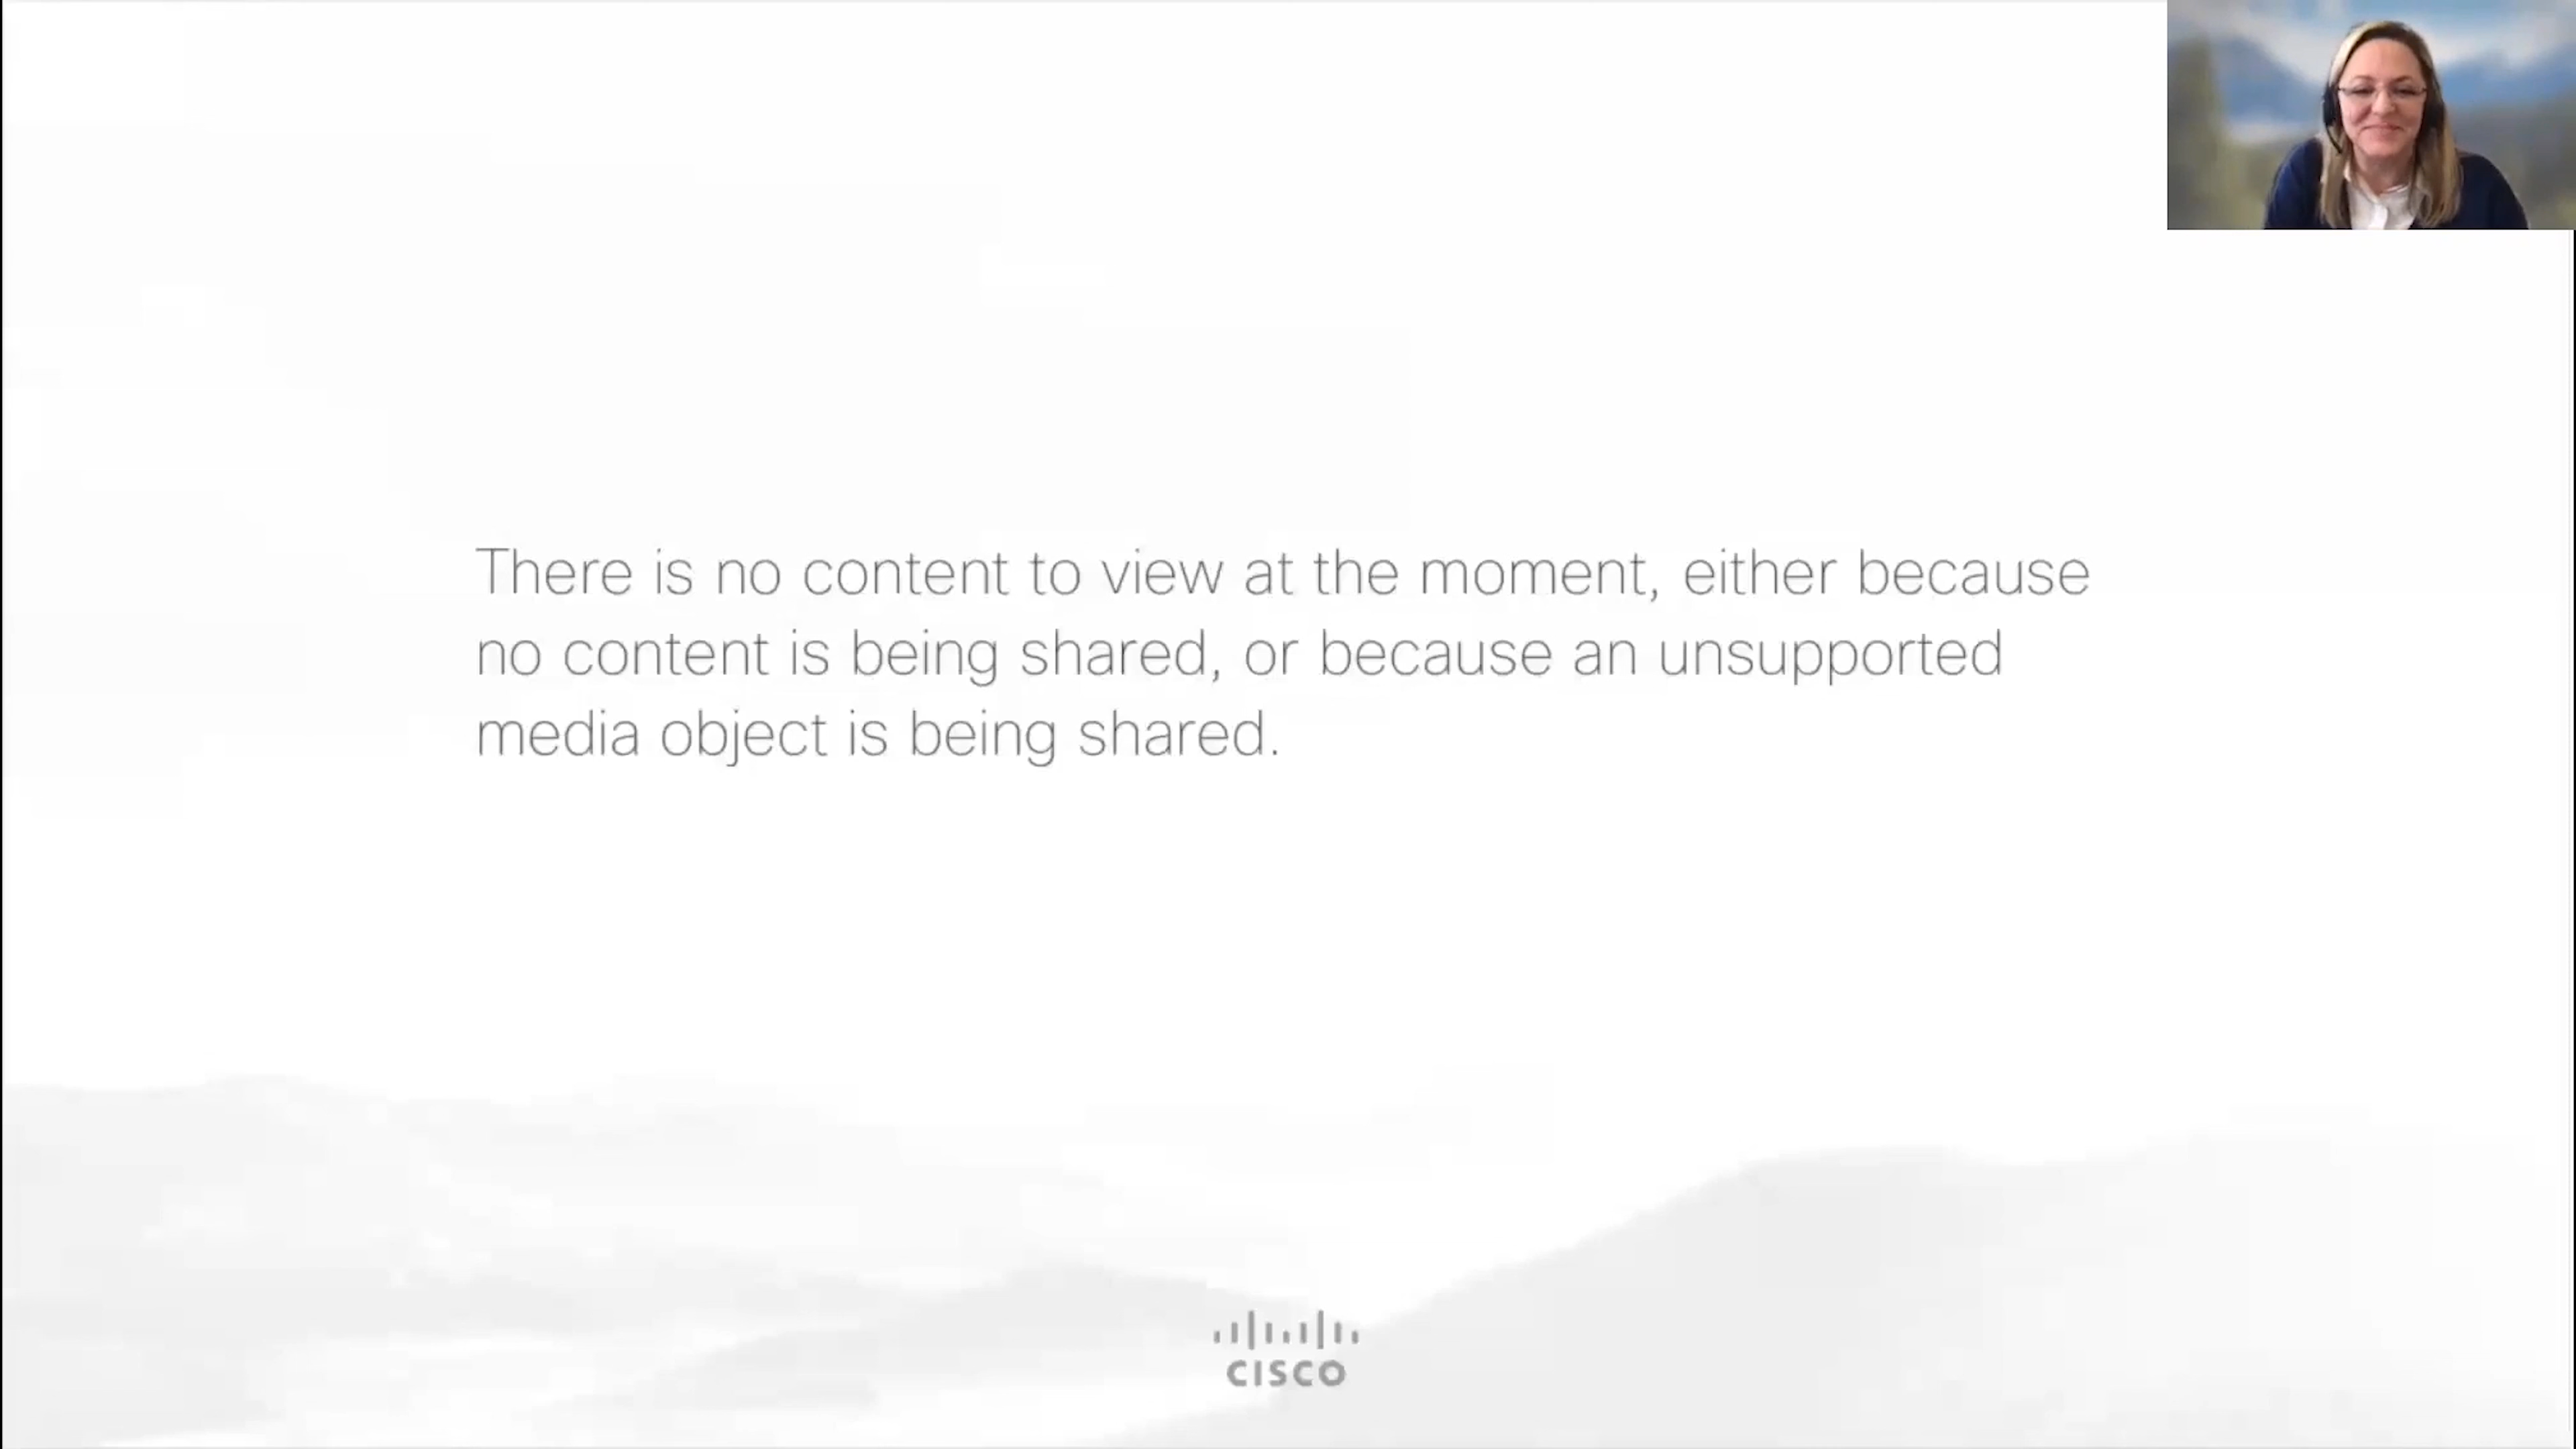 There is no content to view at the moment, either because
no content is being shared, or because an unsupported
media object is being shared.
CISCO